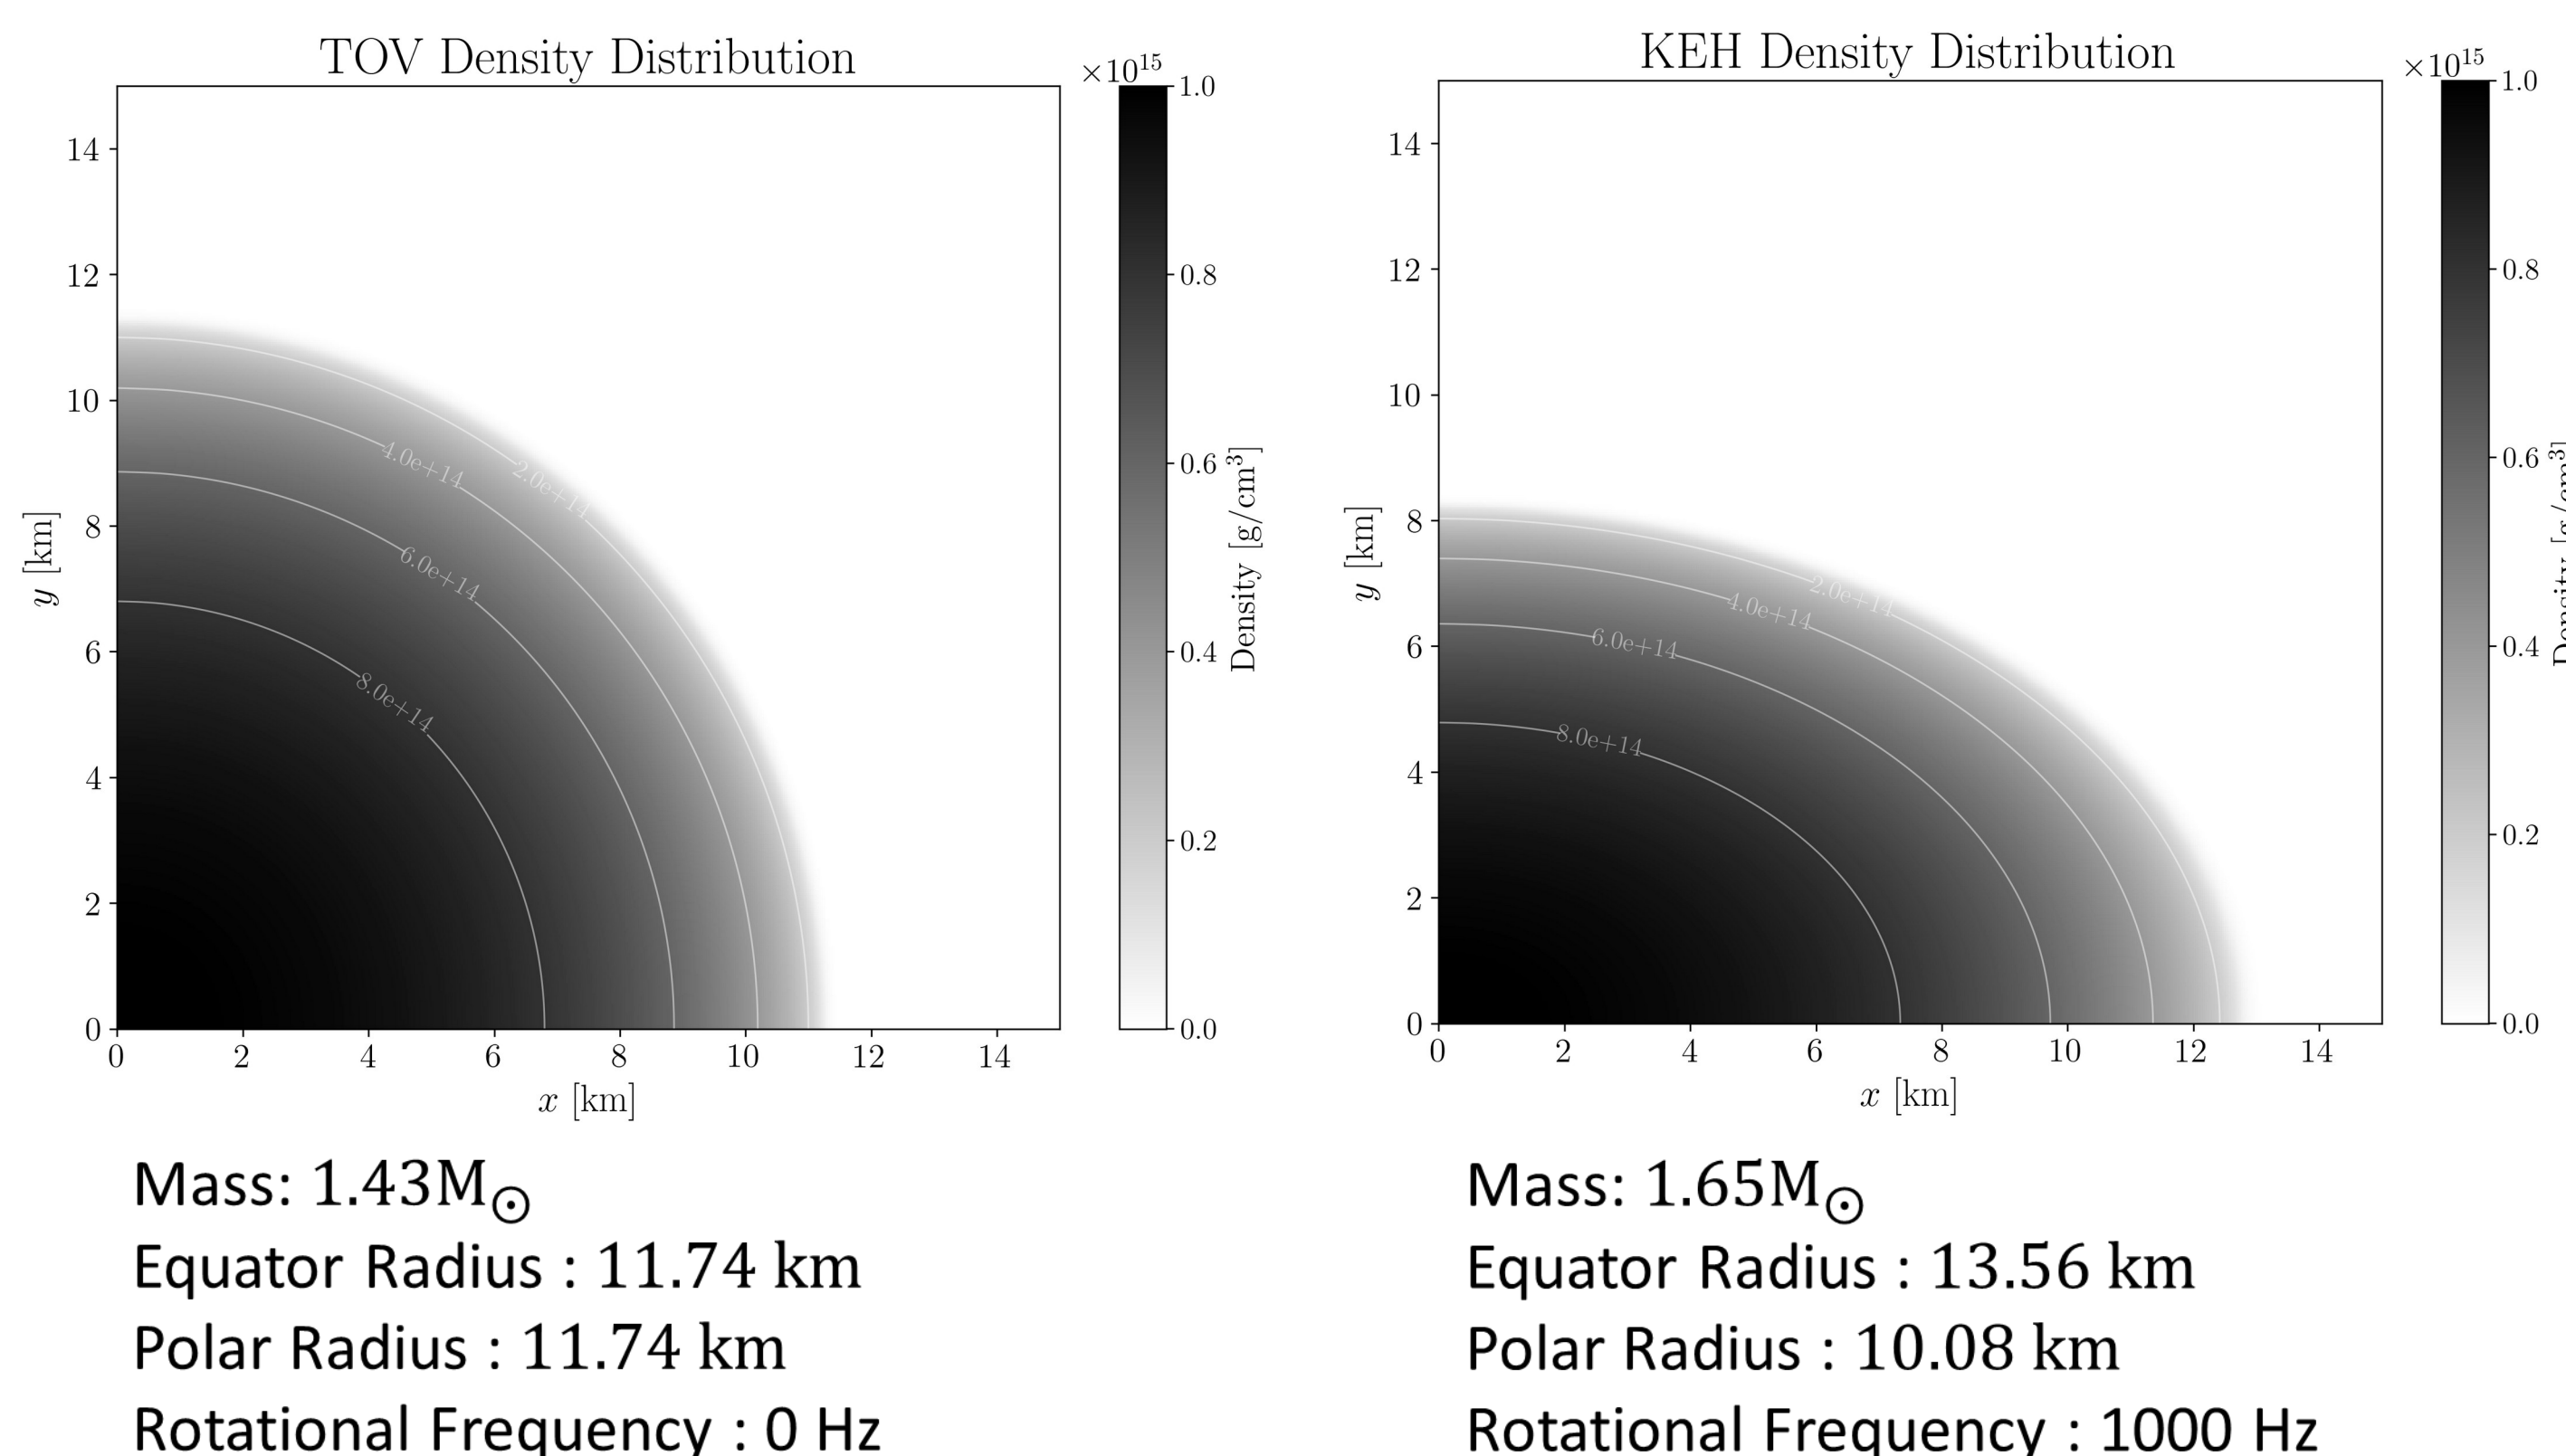 TOV Density Distribution
×10¹⁵
1.0
0.8
0.6
0.4
0.2
0.0
Density [g/cm³]
14
12
10
8
6
4
2
0
y [km]
2.0e+14
4.0e+14
6.0e+14
8.0e+14
0 2 4 6 8 10 12 14
x [km]
Mass: 1.43M☉
Equator Radius : 11.74 km
Polar Radius : 11.74 km
Rotational Frequency : 0 Hz
KEH Density Distribution
×10¹⁵
1.0
0.8
0.6
0.4
0.2
0.0
Density [g/cm³]
14
12
10
8
6
4
2
0
y [km]
2.0e+14
4.0e+14
6.0e+14
8.0e+14
0 2 4 6 8 10 12 14
x [km]
Mass: 1.65M☉
Equator Radius : 13.56 km
Polar Radius : 10.08 km
Rotational Frequency : 1000 Hz